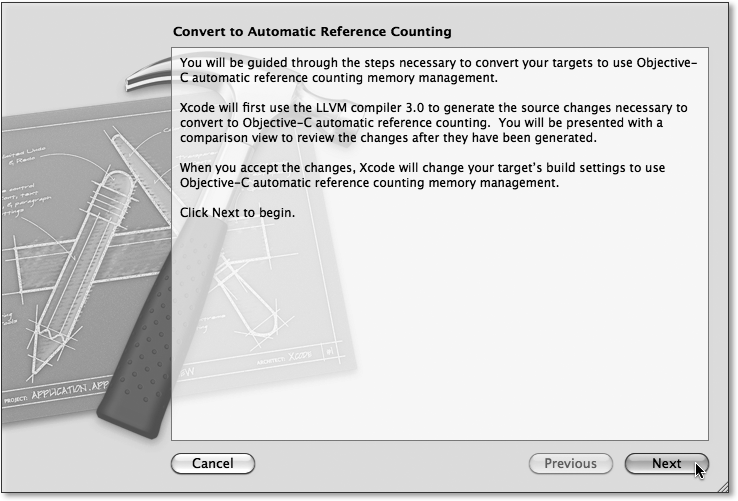 Convert to Automatic Reference Counting
You will be guided through the steps necessary to convert your targets to use Objective-
C automatic reference counting memory management.
Xcode will first use the LLVM compiler 3.0 to generate the source changes necessary to
convert to Objective-C automatic reference counting.  You will be presented with a
comparison view to review the changes after they have been generated.
When you accept the changes, Xcode will change your target's build settings to use
Objective-C automatic reference counting memory management.
Click Next to begin.
PROJECT: APPLICATION.APP
ARCHITECT: XCODE #1
Cancel
Previous
Next